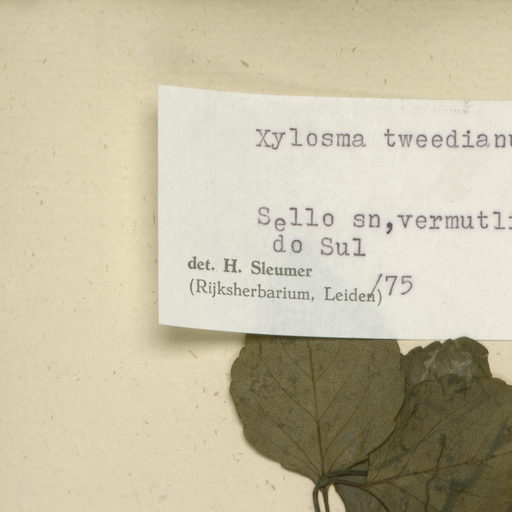 Xylosma tweedianu
Sello sn, vermutli
do Sul
det. H. Sleumer
(Rijksherbarium, Leiden) /75